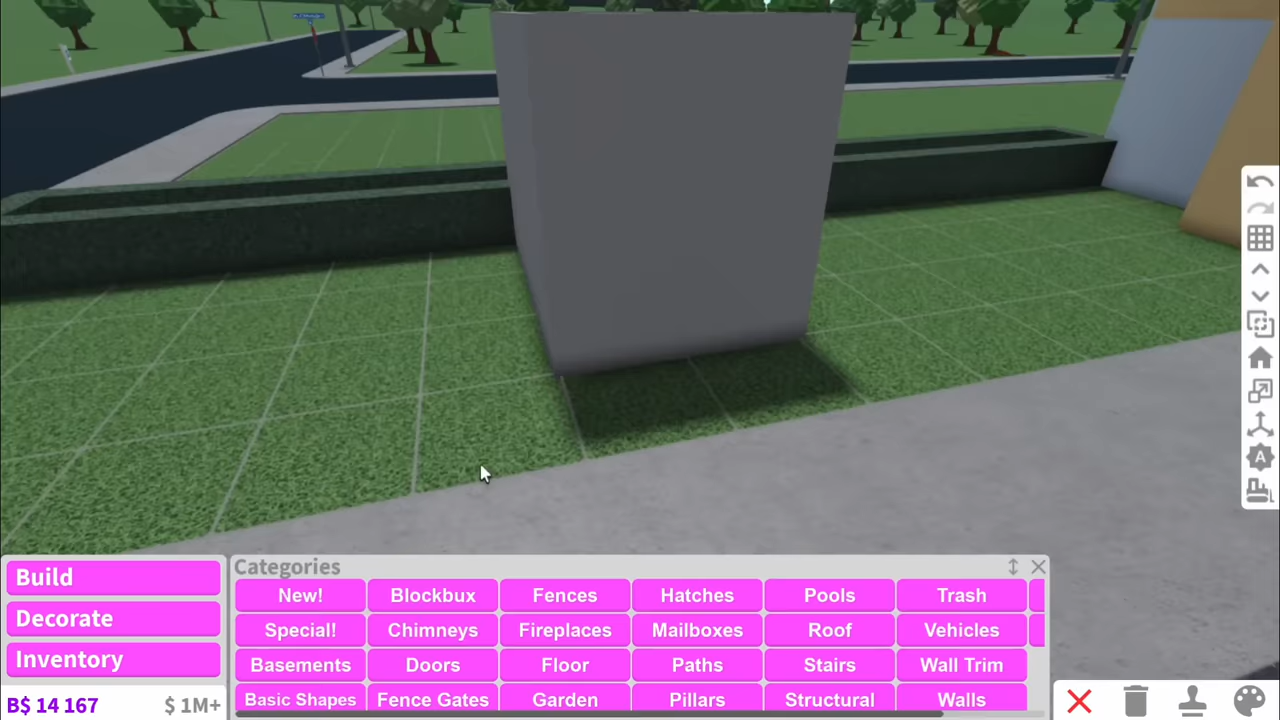 Build
Decorate
Inventory
B$ 14 167
$ 1M+
Categories
New! Blockbux Fences Hatches Pools Trash
Special! Chimneys Fireplaces Mailboxes Roof Vehicles
Basements Doors Floor Paths Stairs Wall Trim
Basic Shapes Fence Gates Garden Pillars Structural Walls
A